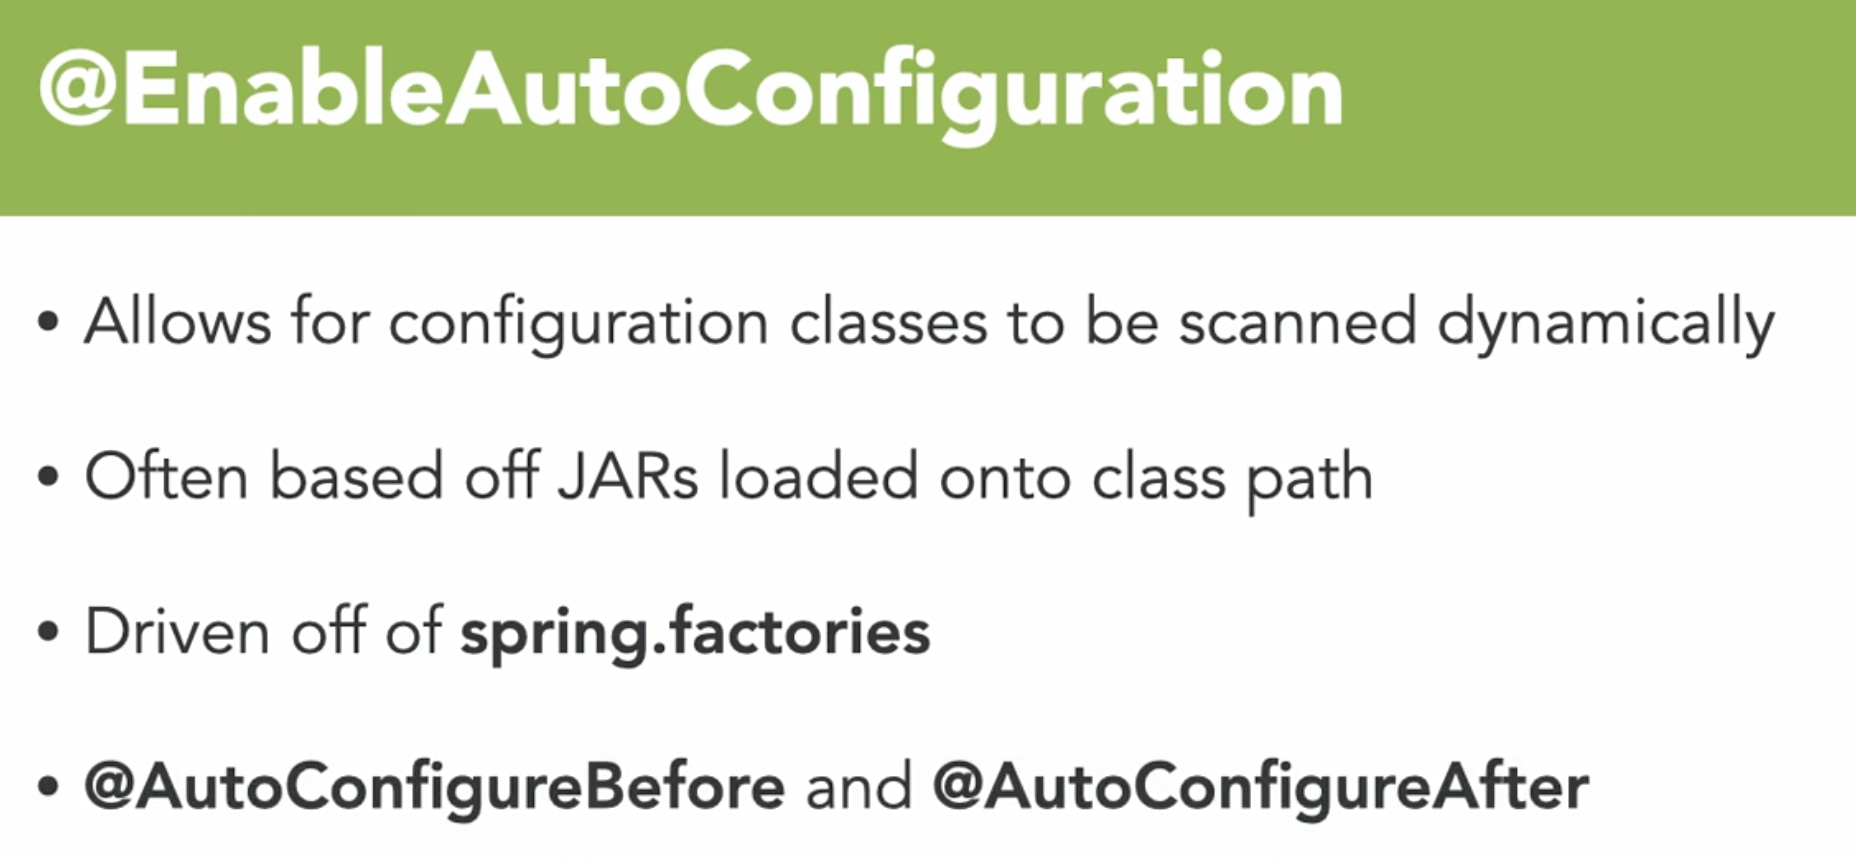 @EnableAutoConfiguration
• Allows for configuration classes to be scanned dynamically
• Often based off JARs loaded onto class path
• Driven off of spring.factories
• @AutoConfigureBefore and @AutoConfigureAfter